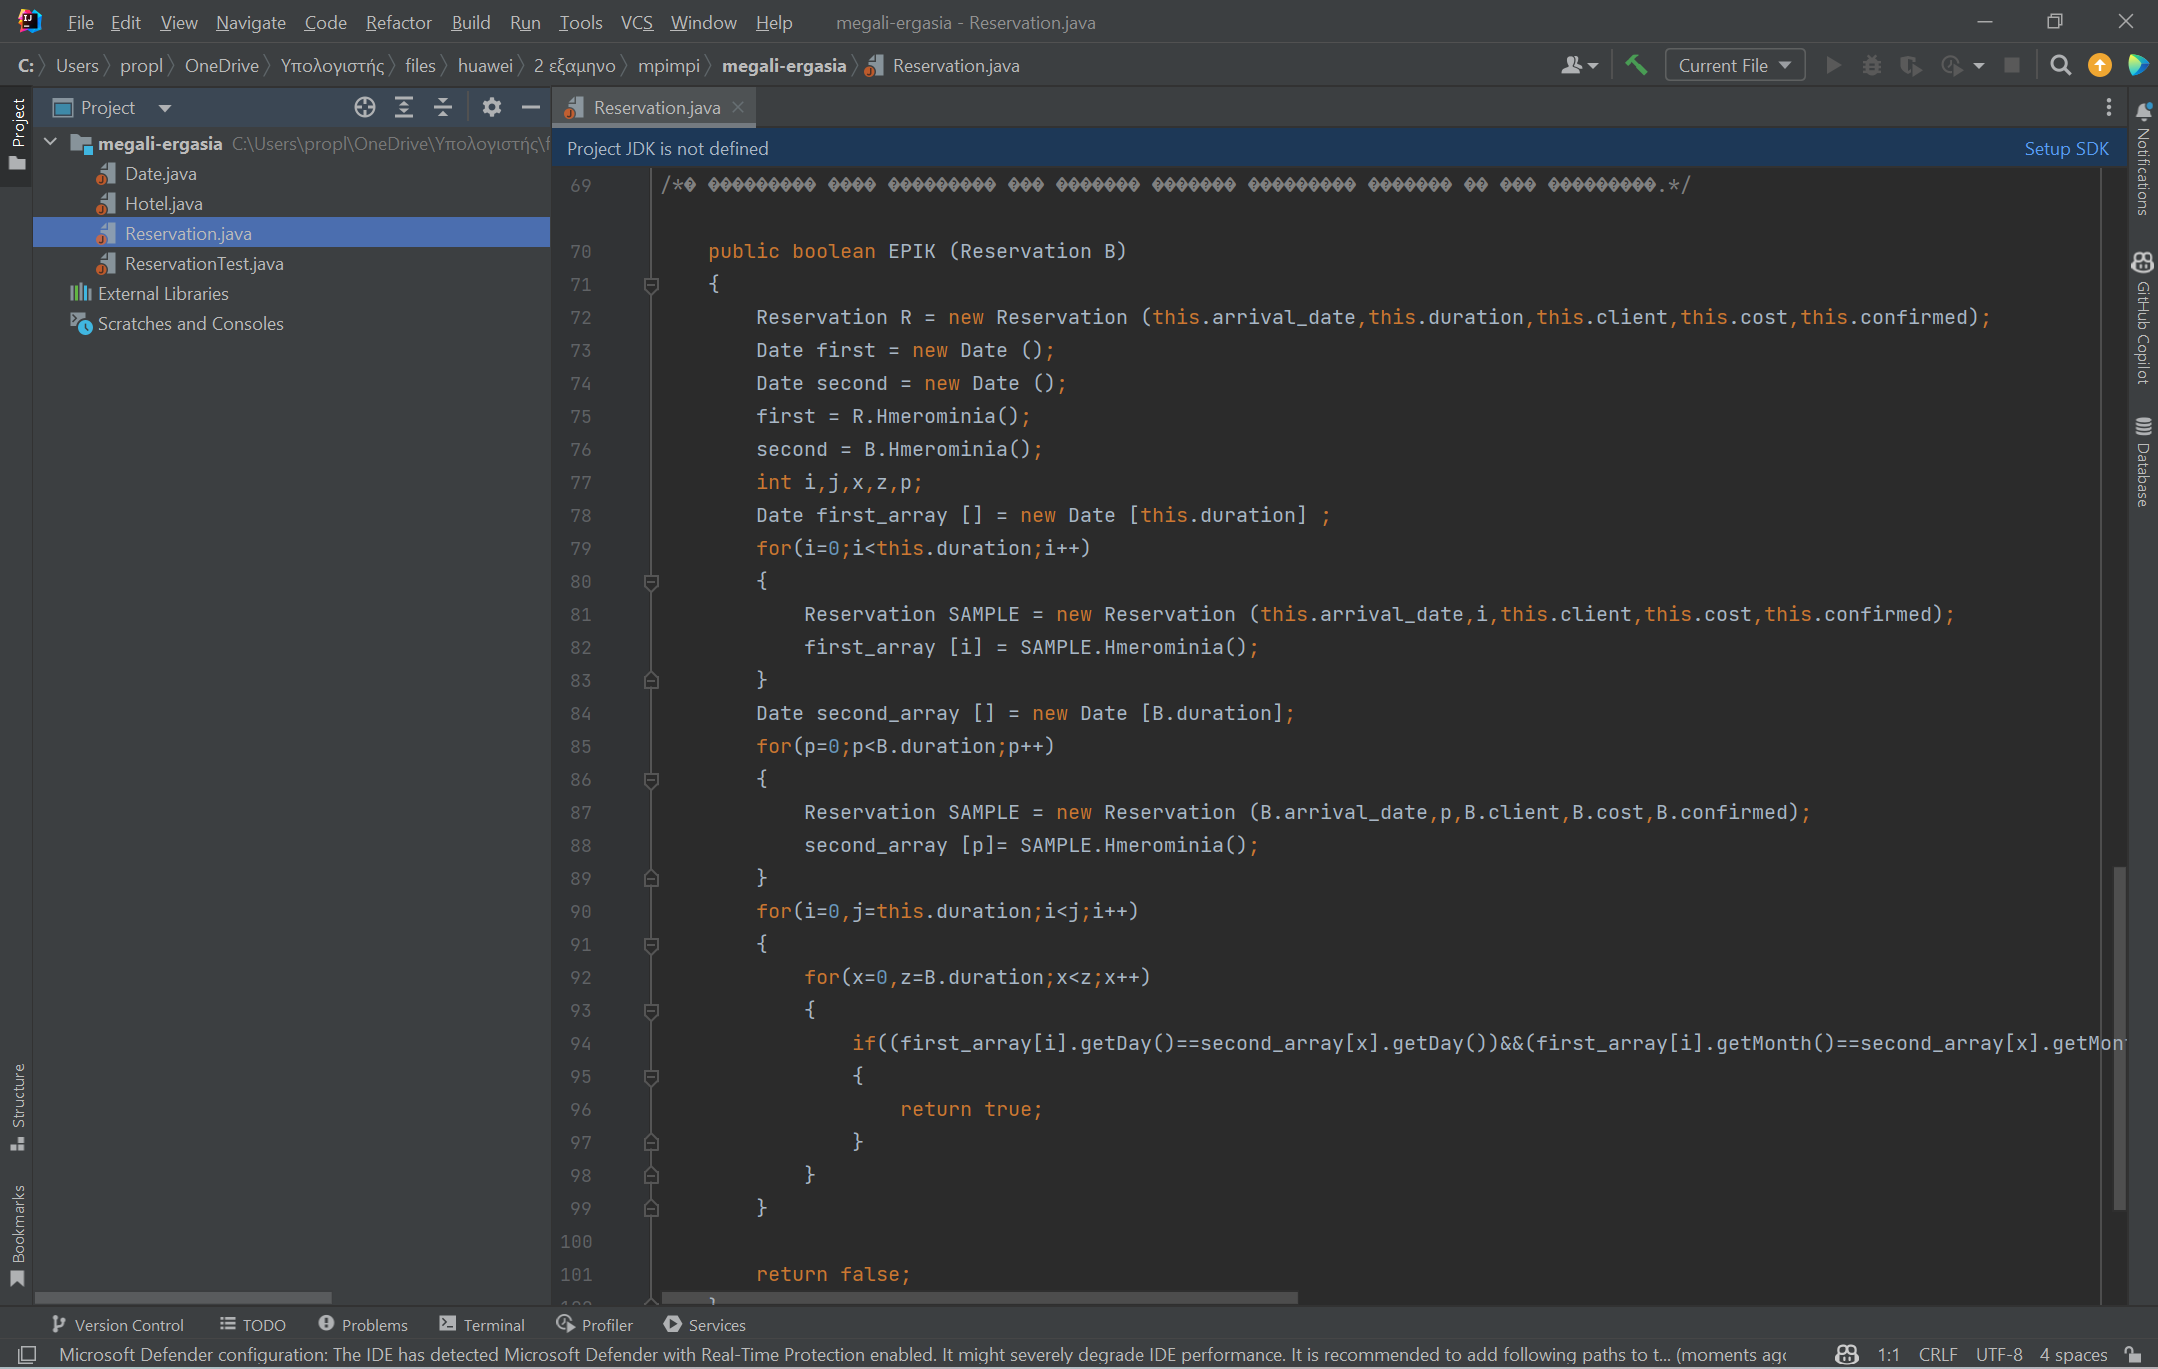 File Edit View Navigate Code Refactor Build Run Tools VCS Window Help megali-ergasia - Reservation.java
C: Users propl OneDrive Υπολογιστής files huawei 2 εξαμηνο mpimpi megali-ergasia Reservation.java Current File
Project
Project
Reservation.java
megali-ergasia C:\Users\propl\OneDrive\Υπολογιστής\f
Date.java
Hotel.java
Reservation.java
ReservationTest.java
External Libraries
Scratches and Consoles
Structure
Bookmarks
Project JDK is not defined Setup SDK
69 /*� ��������� ���� ��������� ��� ������� ������� ��������� ������� �� ��� ���������.*/
70 public boolean EPIK (Reservation B)
71 {
72 Reservation R = new Reservation (this.arrival_date,this.duration,this.client,this.cost,this.confirmed);
73 Date first = new Date ();
74 Date second = new Date ();
75 first = R.Hmerominia();
76 second = B.Hmerominia();
77 int i,j,x,z,p;
78 Date first_array [] = new Date [this.duration] ;
79 for(i=0;i<this.duration;i++)
80 {
81 Reservation SAMPLE = new Reservation (this.arrival_date,i,this.client,this.cost,this.confirmed);
82 first_array [i] = SAMPLE.Hmerominia();
83 }
84 Date second_array [] = new Date [B.duration];
85 for(p=0;p<B.duration;p++)
86 {
87 Reservation SAMPLE = new Reservation (B.arrival_date,p,B.client,B.cost,B.confirmed);
88 second_array [p]= SAMPLE.Hmerominia();
89 }
90 for(i=0,j=this.duration;i<j;i++)
91 {
92 for(x=0,z=B.duration;x<z;x++)
93 {
94 if((first_array[i].getDay()==second_array[x].getDay())&&(first_array[i].getMonth()==second_array[x].getMon
95 {
96 return true;
97 }
98 }
99 }
100
101 return false;
Notifications
GitHub Copilot
Database
Version Control TODO Problems Terminal Profiler Services
Microsoft Defender configuration: The IDE has detected Microsoft Defender with Real-Time Protection enabled. It might severely degrade IDE performance. It is recommended to add following paths to t... (moments ago 1:1 CRLF UTF-8 4 spaces